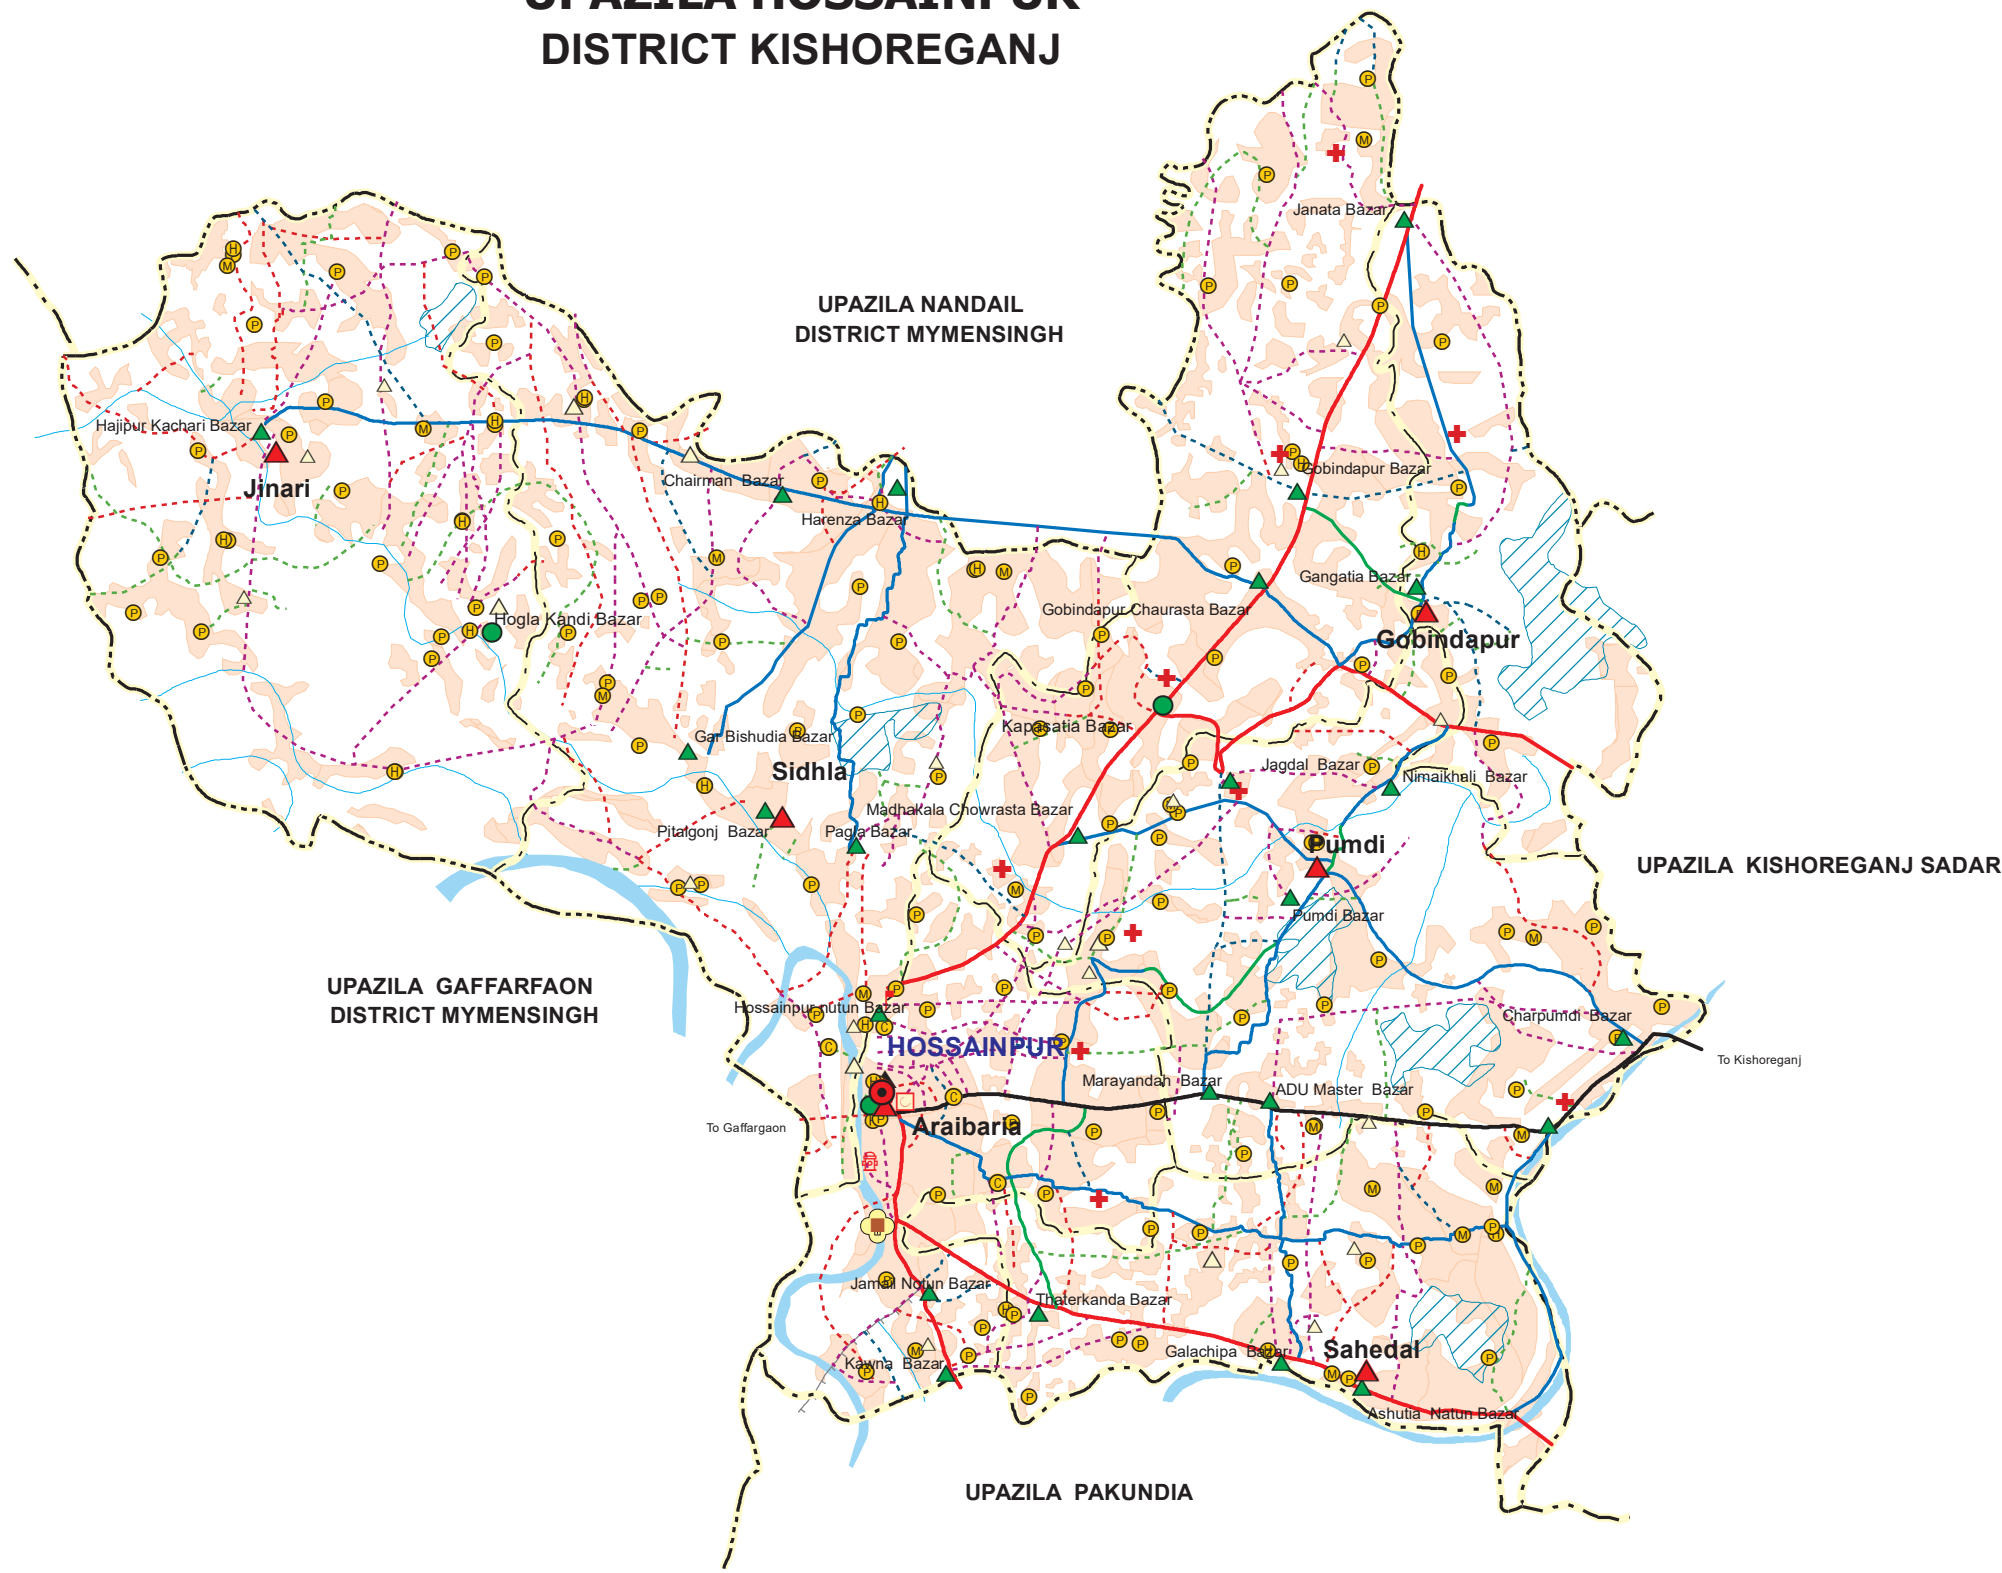 UPAZILA HOSSAINPUR
DISTRICT KISHOREGANJ
Janata Bazar
UPAZILA NANDAIL
DISTRICT MYMENSINGH
Hajipur Kachari Bazar
Jinari
Chairman Bazar
Harenza Bazar
Gobindapur Bazar
Gangatia Bazar
Gobindapur Chaurasta Bazar
Gobindapur
Hogla Kandi Bazar
Kapasatia Bazar
Gar Bishudia Bazar
Sidhla
Jagdal Bazar
Nimaikhali Bazar
Madhakala Chowrasta Bazar
Pitalgonj Bazar
Pagla Bazar
Pumdi
UPAZILA KISHOREGANJ SADAR
Pumdi Bazar
UPAZILA GAFFARFAON
DISTRICT MYMENSINGH
Hossainpur nutun Bazar
Charpumdi Bazar
HOSSAINPUR
To Kishoreganj
Marayandah Bazar
ADU Master Bazar
To Gaffargaon
Araibaria
Jamail Notun Bazar
Thaterkanda Bazar
Kawna Bazar
Galachipa Bazar
Sahedal
Ashutia Natun Bazar
UPAZILA PAKUNDIA